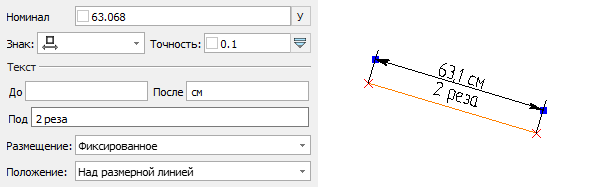 Номинал 63.068 У
Знак: Точность: 0.1
Текст
До После см
Под 2 реза
Размещение: Фиксированное
Положение: Над размерной линией
63.1 см
2 реза